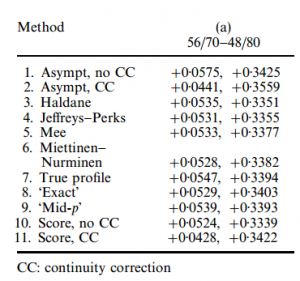 Method (a)
56/70–48/80
1. Asympt, no CC +0·0575, +0·3425
2. Asympt, CC +0·0441, +0·3559
3. Haldane +0·0535, +0·3351
4. Jeffreys–Perks +0·0531, +0·3355
5. Mee +0·0533, +0·3377
6. Miettinen–
Nurminen +0·0528, +0·3382
7. True profile +0·0547, +0·3394
8. ‘Exact’ +0·0529, +0·3403
9. ‘Mid-p’ +0·0539, +0·3393
10. Score, no CC +0·0524, +0·3339
11. Score, CC +0·0428, +0·3422
CC: continuity correction